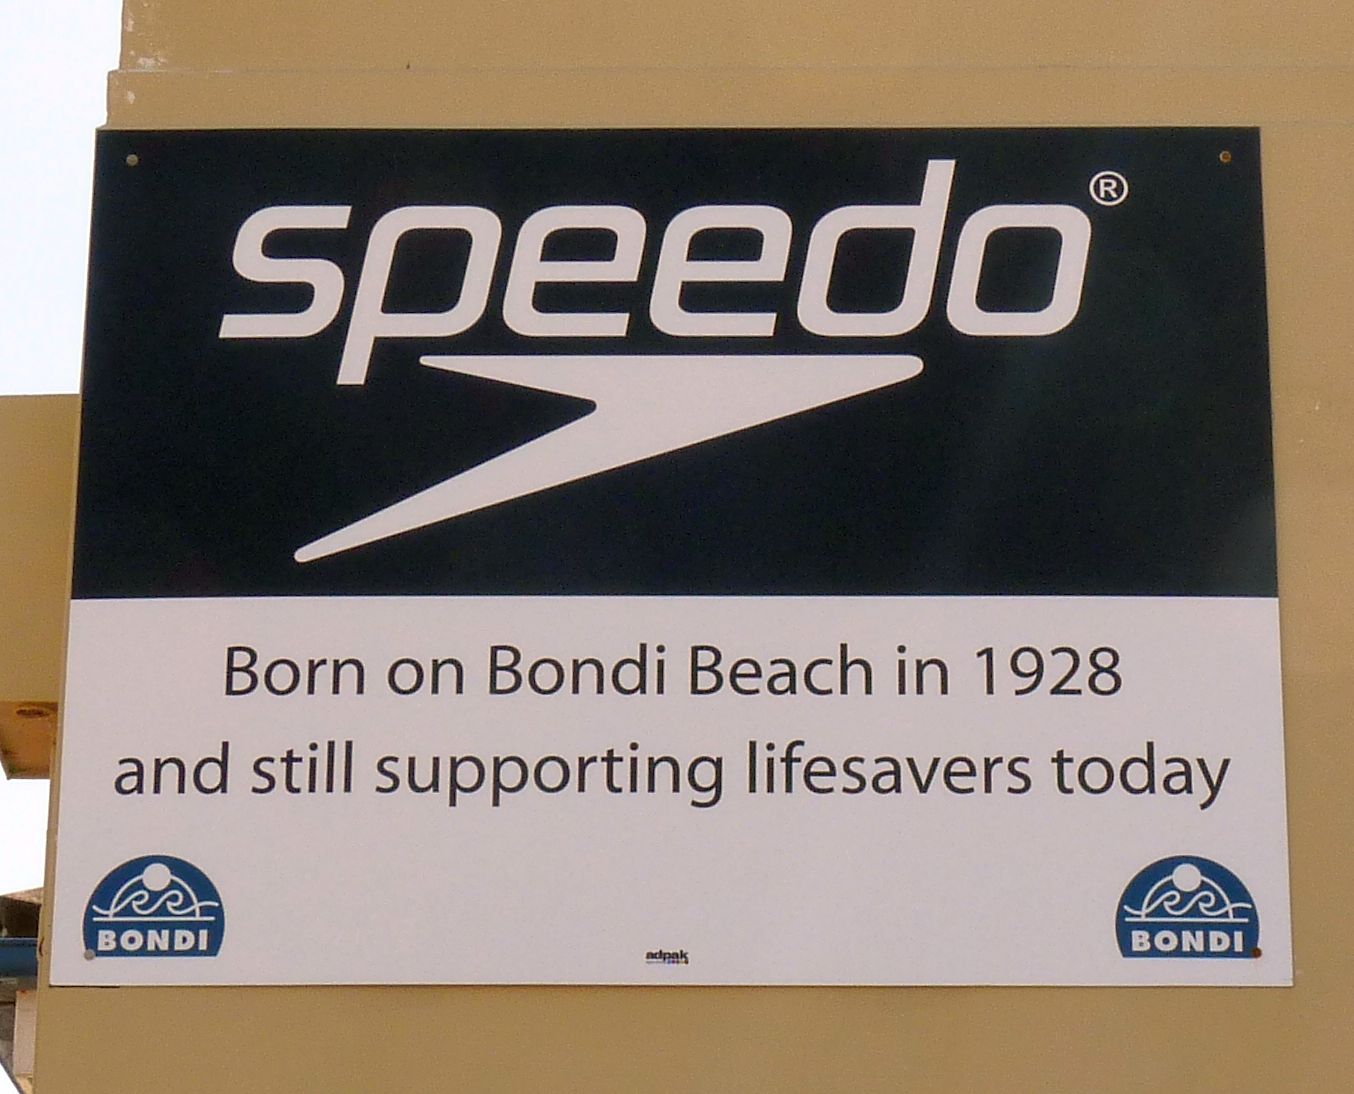 speedo®
Born on Bondi Beach in 1928
and still supporting lifesavers today
BONDI
adpak
BONDI